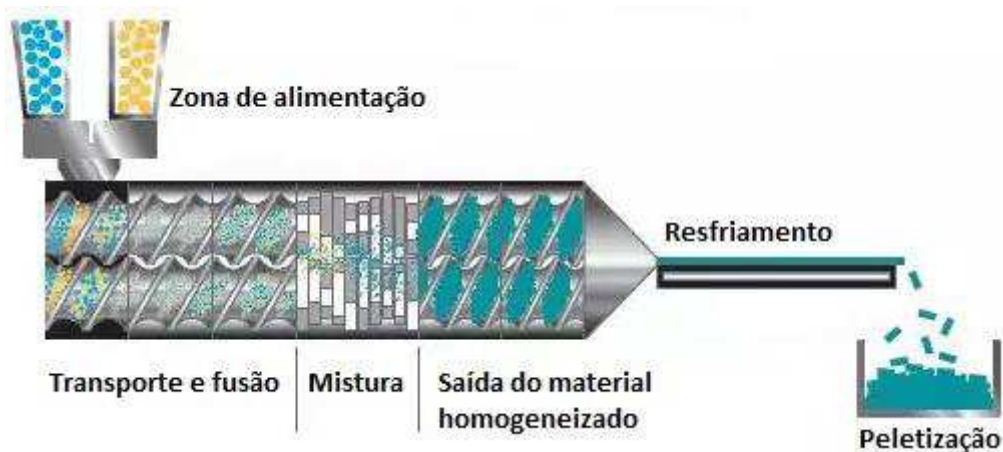 Zona de alimentação
Resfriamento
Transporte e fusão
Mistura
Saída do material
homogeneizado
Peletização